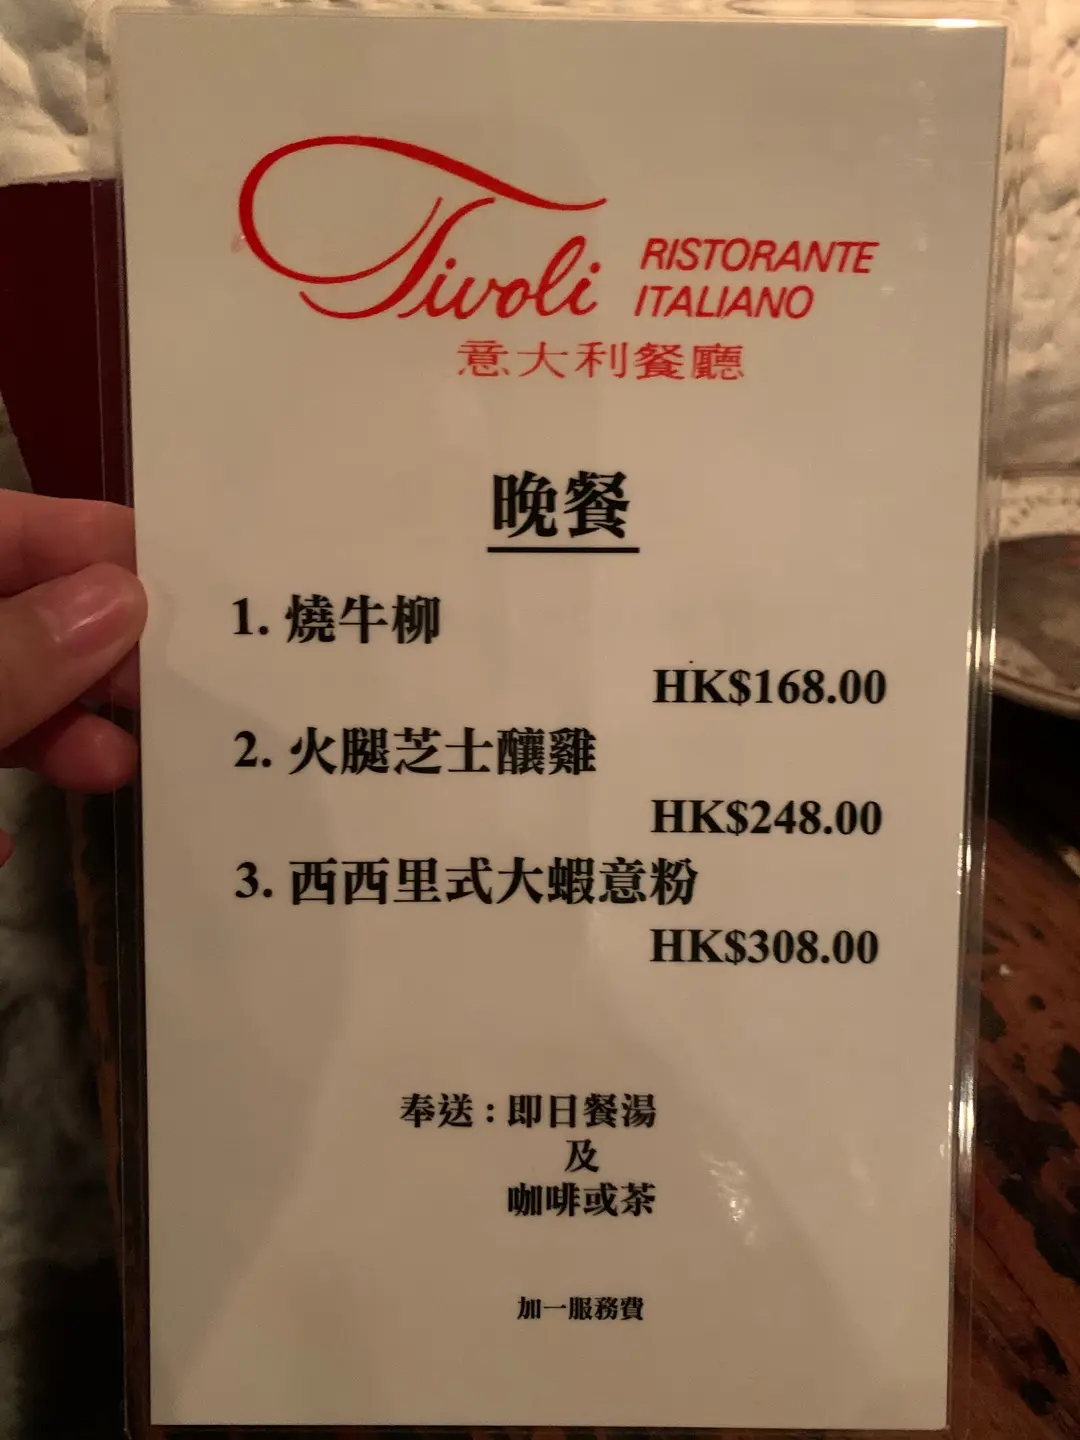 Tivoli RISTORANTE
ITALIANO
意大利餐廳
晚餐
1. 燒牛柳
HK$168.00
2. 火腿芝士釀雞
HK$248.00
3. 西西里式大蝦意粉
HK$308.00
奉送 : 即日餐湯
及
咖啡或茶
加一服務費